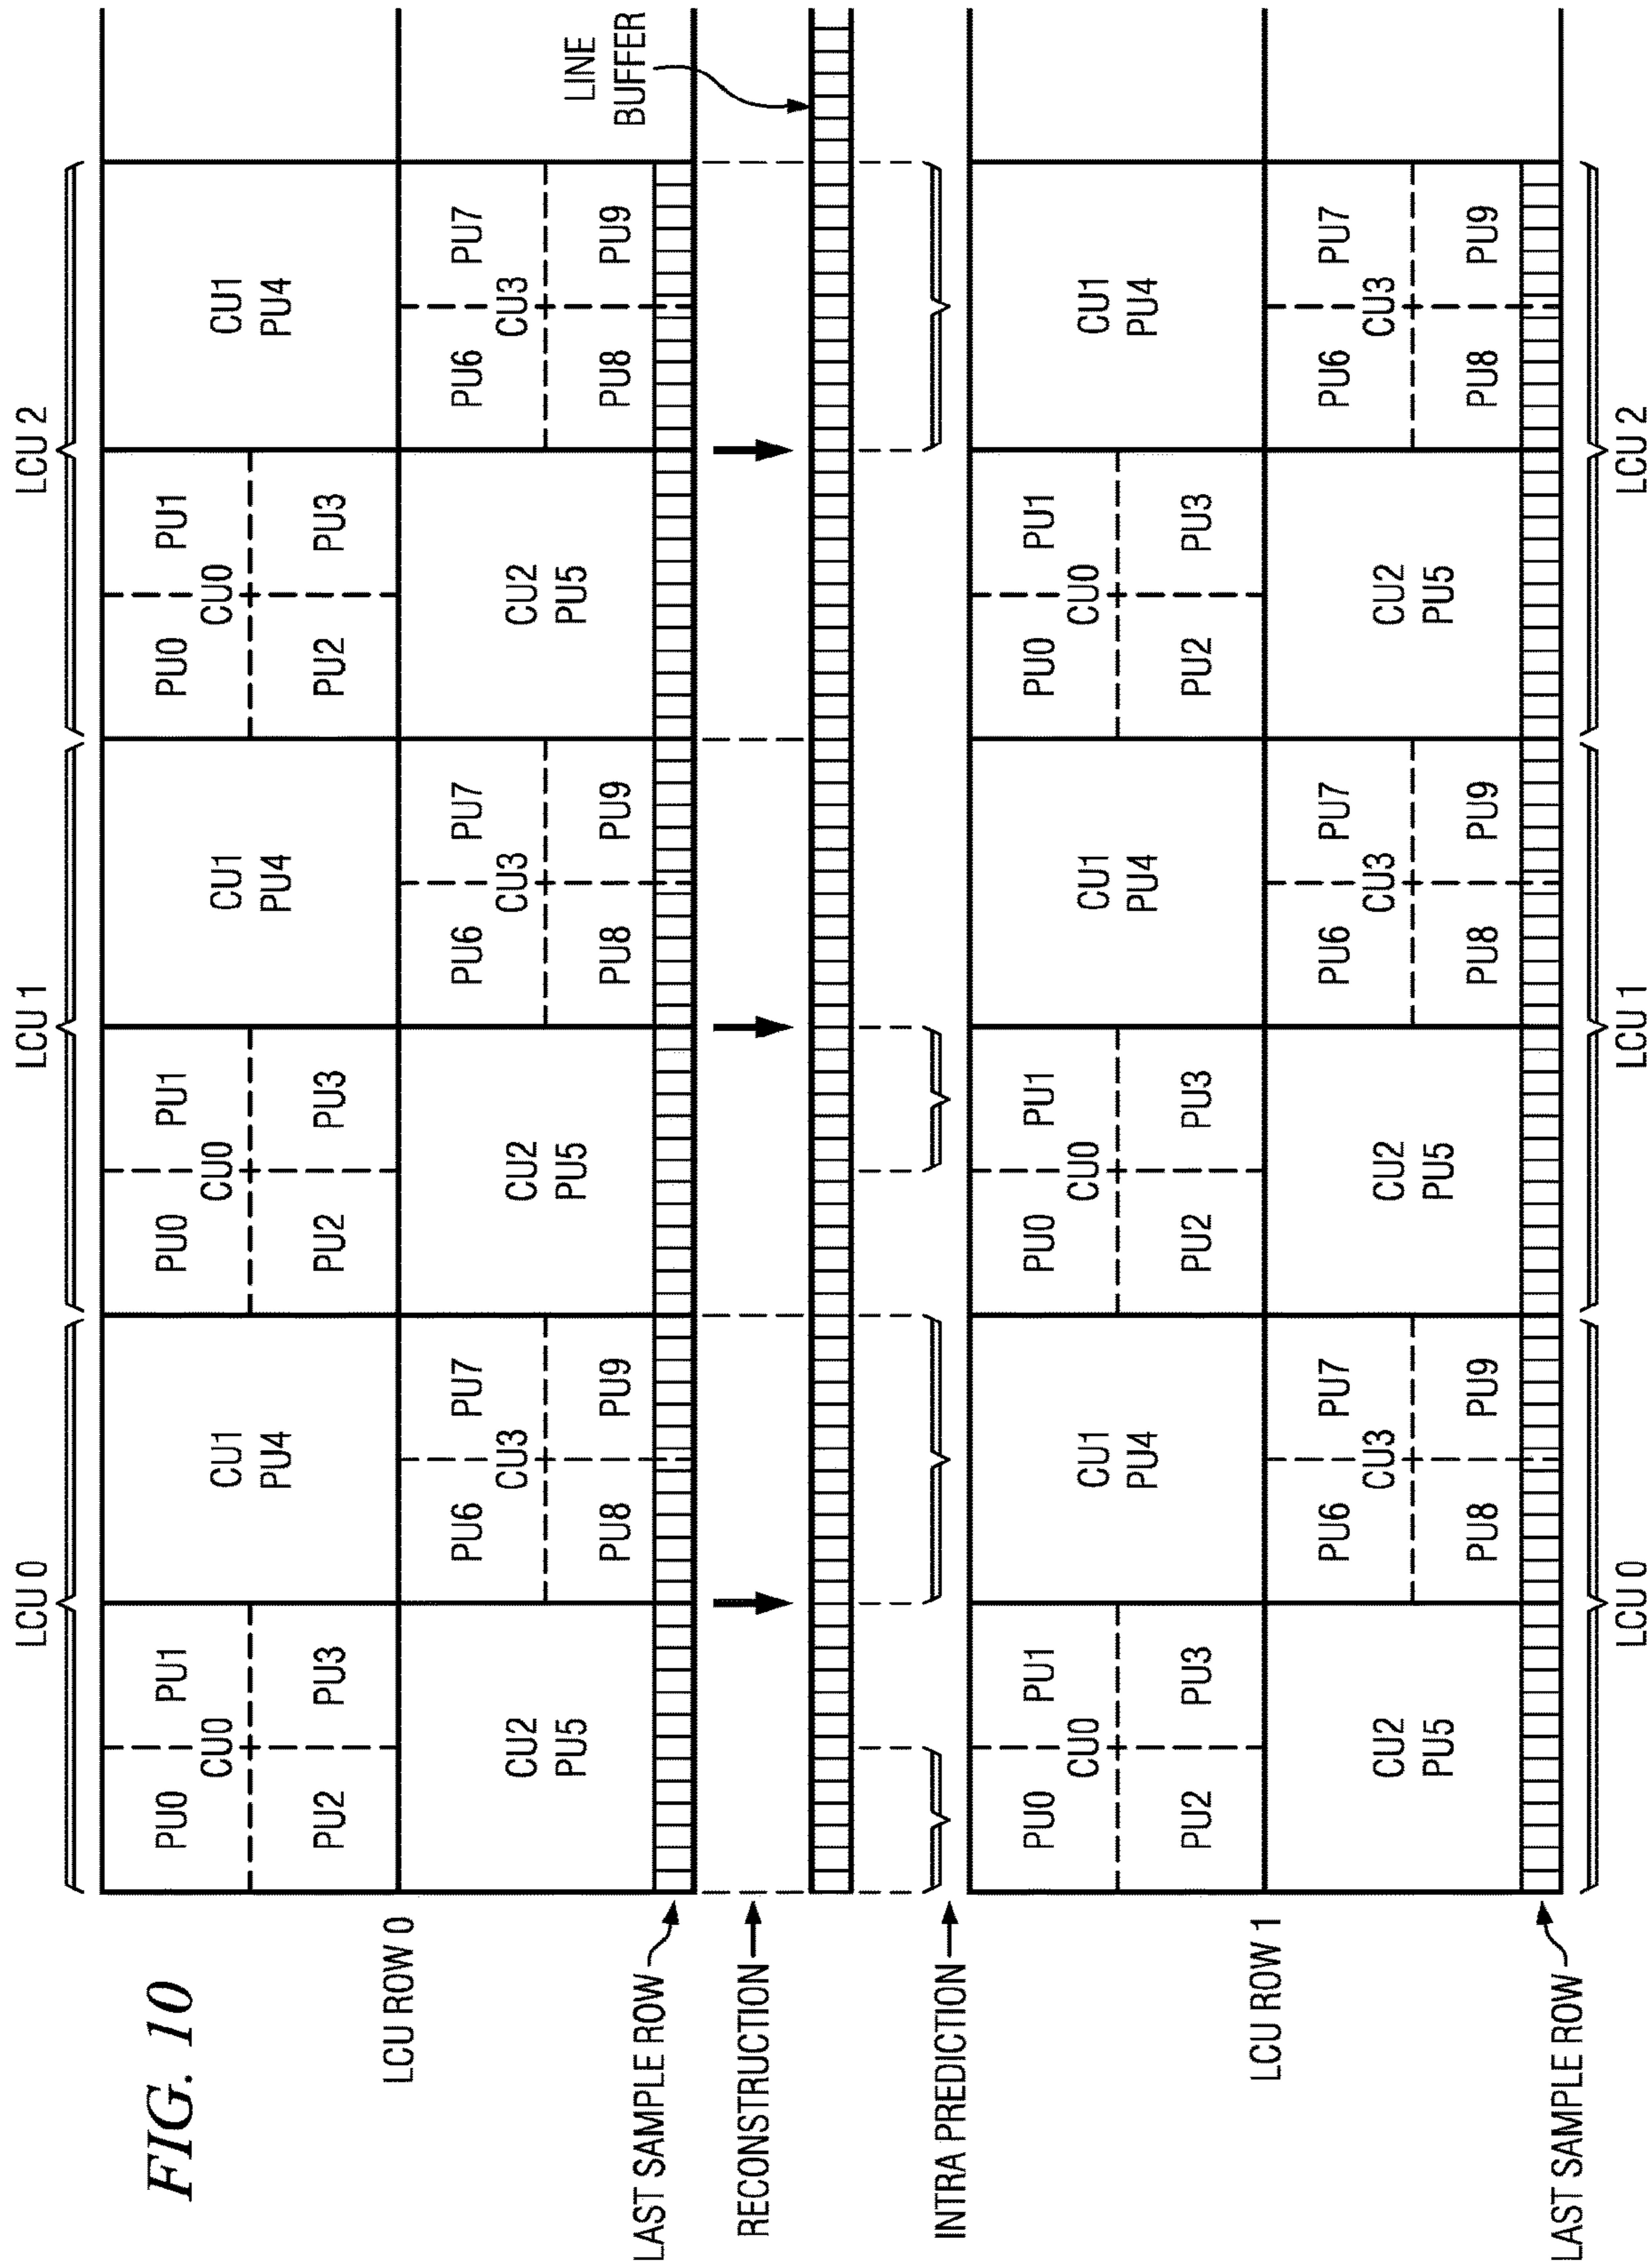 FIG. 10
LCU 0
LCU 1
LCU 2
LCU ROW 0
PU0 PU1
CU0
PU2 PU3
CU1
PU4
PU0 PU1
CU0
PU2 PU3
CU1
PU4
PU0 PU1
CU0
PU2 PU3
CU1
PU4
CU2
PU5
PU6 PU7
CU3
PU8 PU9
CU2
PU5
PU6 PU7
CU3
PU8 PU9
CU2
PU5
PU6 PU7
CU3
PU8 PU9
LAST SAMPLE ROW
RECONSTRUCTION
LINE
BUFFER
INTRA PREDICTION
LCU ROW 1
PU0 PU1
CU0
PU2 PU3
CU1
PU4
PU0 PU1
CU0
PU2 PU3
CU1
PU4
PU0 PU1
CU0
PU2 PU3
CU1
PU4
CU2
PU5
PU6 PU7
CU3
PU8 PU9
CU2
PU5
PU6 PU7
CU3
PU8 PU9
CU2
PU5
PU6 PU7
CU3
PU8 PU9
LAST SAMPLE ROW
LCU 0
LCU 1
LCU 2